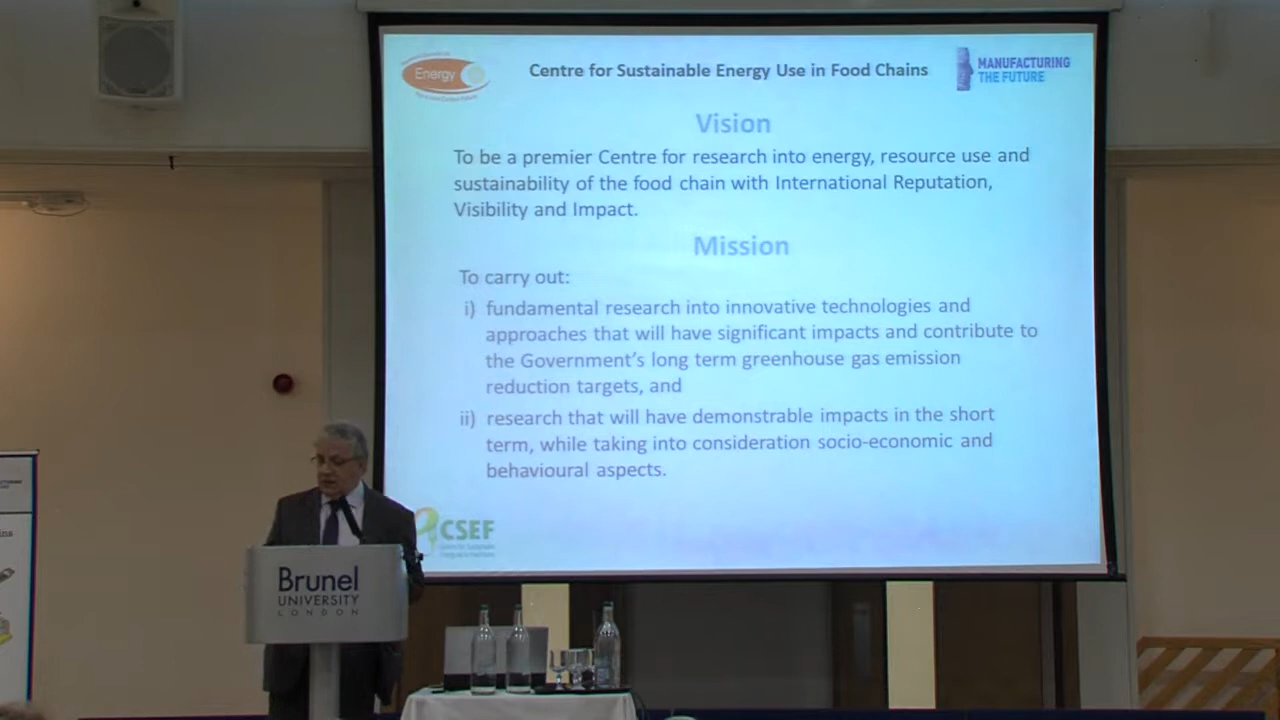 Energy
Centre for Sustainable Energy Use in Food Chains
MANUFACTURING
THE FUTURE
Vision
To be a premier Centre for research into energy, resource use and
sustainability of the food chain with International Reputation,
Visibility and Impact.
Mission
To carry out:
i) fundamental research into innovative technologies and
approaches that will have significant impacts and contribute to
the Government's long term greenhouse gas emission
reduction targets, and
ii) research that will have demonstrable impacts in the short
term, while taking into consideration socio-economic and
behavioural aspects.
CSEF
Brunel
UNIVERSITY
LONDON